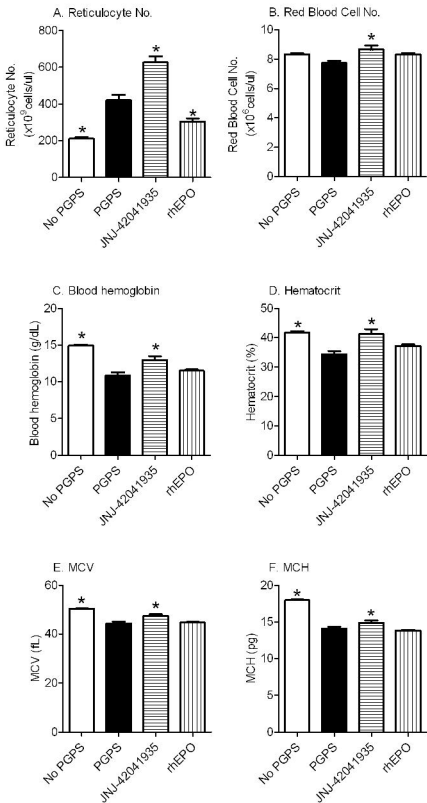 A. Reticulocyte No.
Reticulocyte No.
(x10⁹cells/ul)
800
600
400
200
0
*
*
*
No PGPS
PGPS
JNJ-42041935
rhEPO
B. Red Blood Cell No.
Red Blood Cell No.
(x10⁶cells/ul)
10
8
6
4
2
0
*
No PGPS
PGPS
JNJ-42041935
rhEPO
C. Blood hemoglobin
Blood hemoglobin (g/dL)
20
15
10
5
0
*
*
No PGPS
PGPS
JNJ-42041935
rhEPO
D. Hematocrit
Hematocrit (%)
50
40
30
20
10
0
*
*
No PGPS
PGPS
JNJ-42041935
rhEPO
E. MCV
MCV (fL)
60
40
20
0
*
*
No PGPS
PGPS
JNJ-42041935
rhEPO
F. MCH
MCH (pg)
20
15
10
5
0
*
*
No PGPS
PGPS
JNJ-42041935
rhEPO